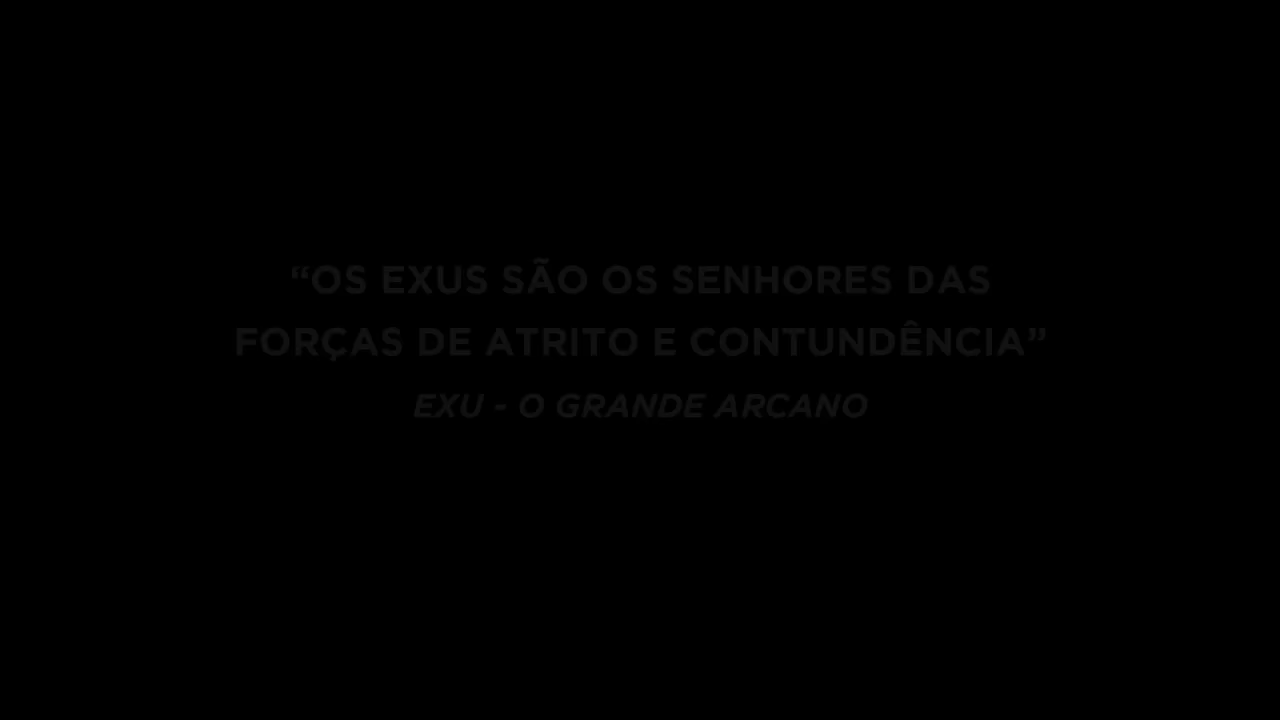 “OS EXUS SÃO OS SENHORES DAS
FORÇAS DE ATRITO E CONTUNDÊNCIA”
EXU - O GRANDE ARCANO